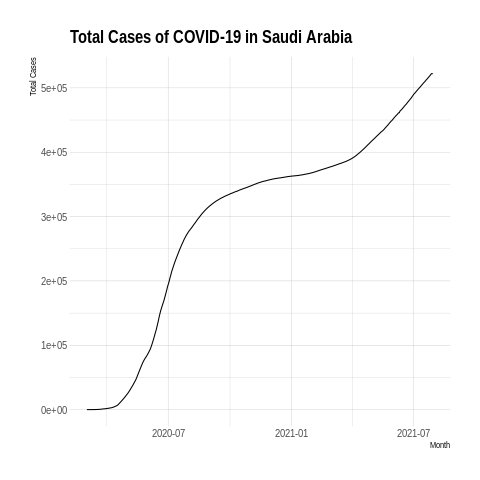 Total Cases of COVID-19 in Saudi Arabia
Total Cases
5e+05
4e+05
3e+05
2e+05
1e+05
0e+00
2020-07
2021-01
2021-07
Month